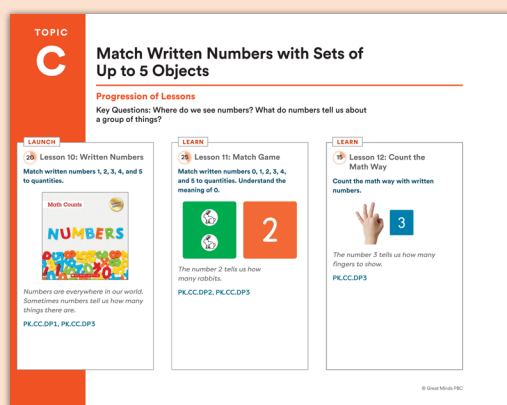 TOPIC
C
Match Written Numbers with Sets of
Up to 5 Objects
Progression of Lessons
Key Questions: Where do we see numbers? What do numbers tell us about
a group of things?
LAUNCH
20 Lesson 10: Written Numbers
Match written numbers 1, 2, 3, 4, and 5
to quantities.
Math Counts
NUMBERS
Numbers are everywhere in our world.
Sometimes numbers tell us how many
things there are.
PK.CC.DP1, PK.CC.DP3
LEARN
25 Lesson 11: Match Game
Match written numbers 0, 1, 2, 3, 4,
and 5 to quantities. Understand the
meaning of 0.
2
The number 2 tells us how
many rabbits.
PK.CC.DP2, PK.CC.DP3
LEARN
15 Lesson 12: Count the
Math Way
Count the math way with written
numbers.
3
The number 3 tells us how many
fingers to show.
PK.CC.DP3
© Great Minds PBC